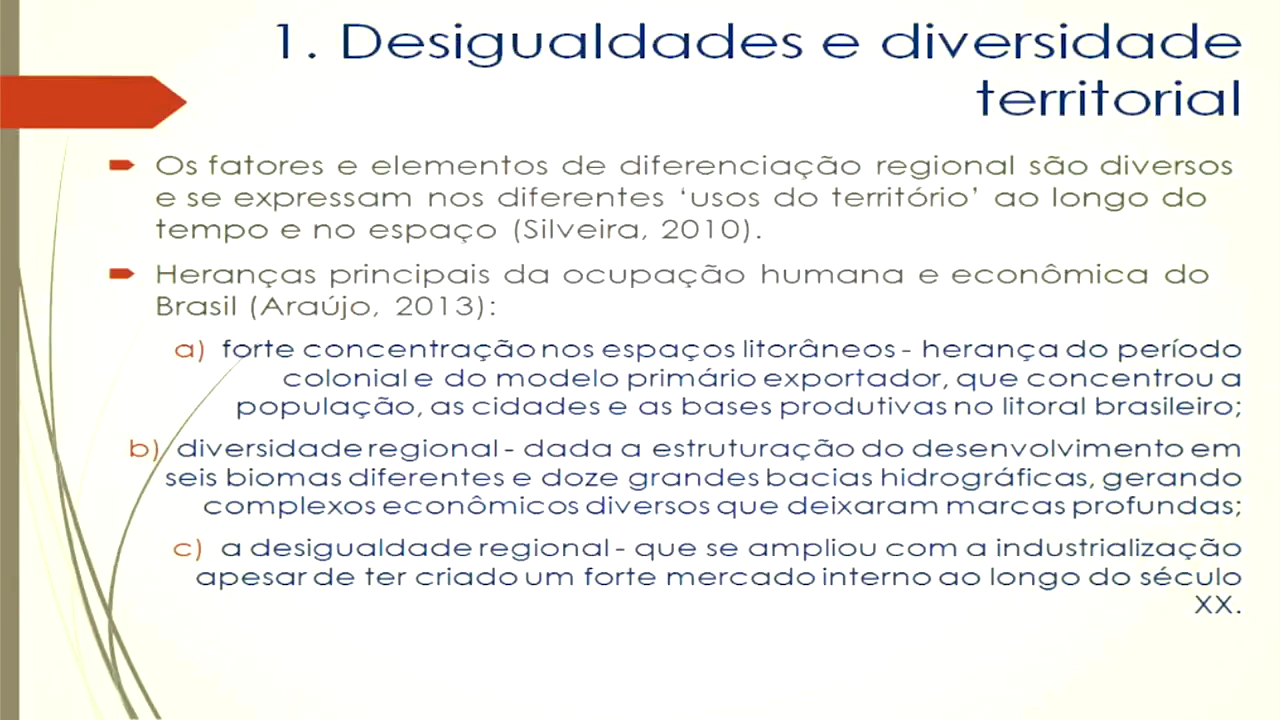 1. Desigualdades e diversidade
territorial
Os fatores e elementos de diferenciação regional são diversos
e se expressam nos diferentes ‘usos do território’ ao longo do
tempo e no espaço (Silveira, 2010).
Heranças principais da ocupação humana e econômica do
Brasil (Araújo, 2013):
a) forte concentração nos espaços litorâneos - herança do período
colonial e do modelo primário exportador, que concentrou a
população, as cidades e as bases produtivas no litoral brasileiro;
b) diversidade regional - dada a estruturação do desenvolvimento em
seis biomas diferentes e doze grandes bacias hidrográficas, gerando
complexos econômicos diversos que deixaram marcas profundas;
c) a desigualdade regional - que se ampliou com a industrialização
apesar de ter criado um forte mercado interno ao longo do século
XX.